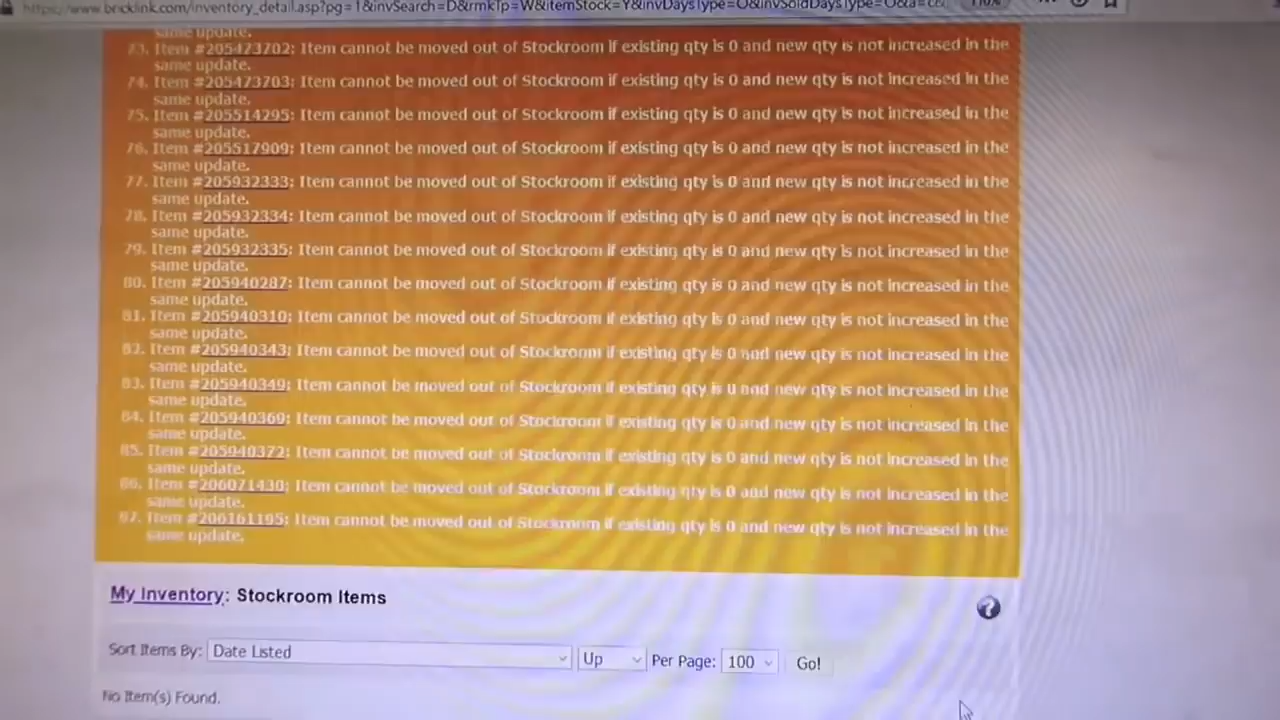 https://www.bricklink.com/inventory_detail.asp?pg=1&invSearch=D&rmkTp=W&itemStock=Y&invDaysType=O&invSoldDaysType=O&a=c
110%
same update.
73. Item #205473702: Item cannot be moved out of Stockroom if existing qty is 0 and new qty is not increased in the
same update.
74. Item #205473703: Item cannot be moved out of Stockroom if existing qty is 0 and new qty is not increased in the
same update.
75. Item #205514295: Item cannot be moved out of Stockroom if existing qty is 0 and new qty is not increased in the
same update.
76. Item #205517909: Item cannot be moved out of Stockroom if existing qty is 0 and new qty is not increased in the
same update.
77. Item #205932333: Item cannot be moved out of Stockroom if existing qty is 0 and new qty is not increased in the
same update.
78. Item #205932334: Item cannot be moved out of Stockroom if existing qty is 0 and new qty is not increased in the
same update.
79. Item #205932335: Item cannot be moved out of Stockroom if existing qty is 0 and new qty is not increased in the
same update.
80. Item #205940287: Item cannot be moved out of Stockroom if existing qty is 0 and new qty is not increased in the
same update.
81. Item #205940310: Item cannot be moved out of Stockroom if existing qty is 0 and new qty is not increased in the
same update.
82. Item #205940343: Item cannot be moved out of Stockroom if existing qty is 0 and new qty is not increased in the
same update.
83. Item #205940349: Item cannot be moved out of Stockroom if existing qty is 0 and new qty is not increased in the
same update.
84. Item #205940369: Item cannot be moved out of Stockroom if existing qty is 0 and new qty is not increased in the
same update.
85. Item #205940372: Item cannot be moved out of Stockroom if existing qty is 0 and new qty is not increased in the
same update.
86. Item #206071430: Item cannot be moved out of Stockroom if existing qty is 0 and new qty is not increased in the
same update.
87. Item #206161195: Item cannot be moved out of Stockroom if existing qty is 0 and new qty is not increased in the
same update.
My Inventory: Stockroom Items
?
Sort Items By: Date Listed Up Per Page: 100 Go!
No Item(s) Found.